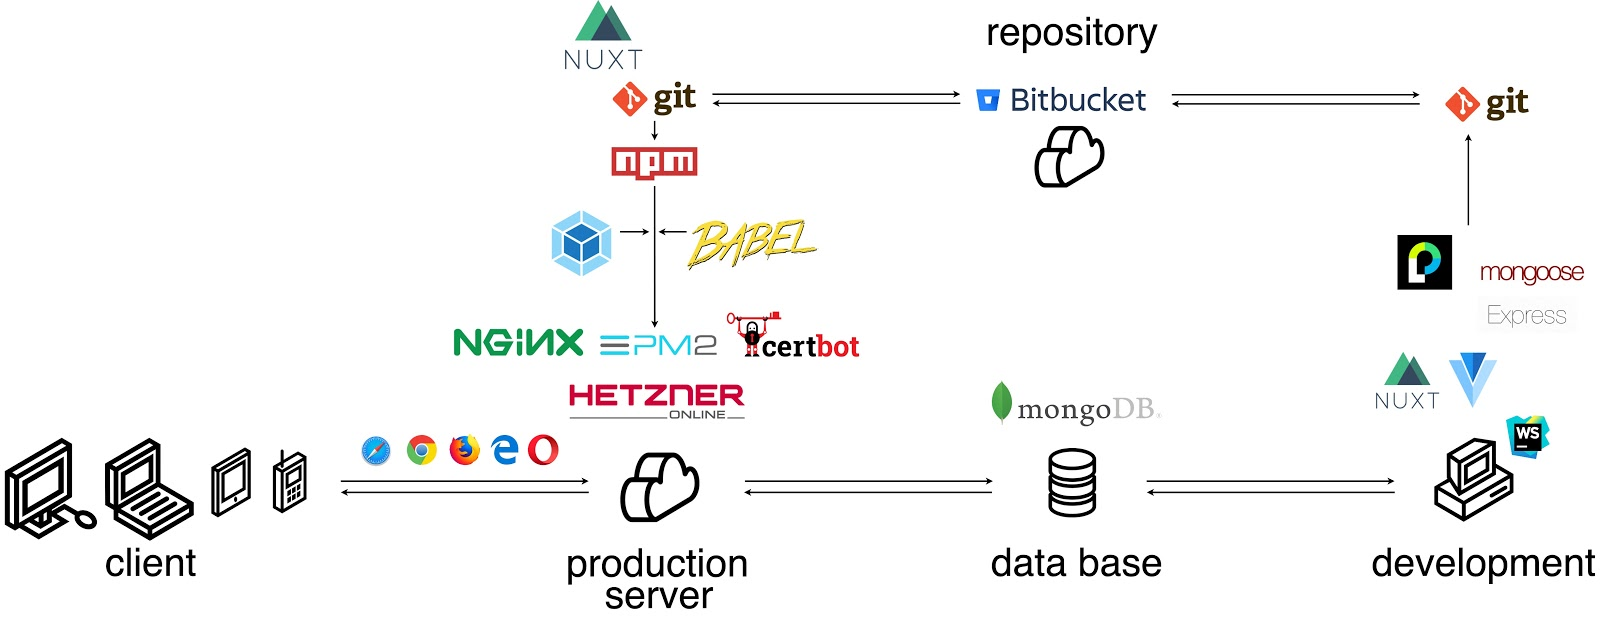 NUXT
git
npm
BABEL
NGiNX
PM2
certbot
HETZNER
ONLINE
repository
Bitbucket
git
mongoose
Express
NUXT
WS
mongoDB
client
production
server
data base
development